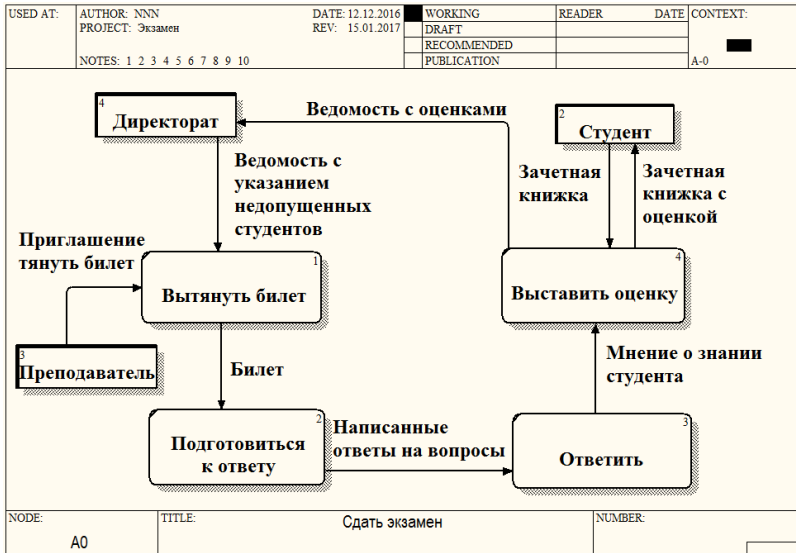 USED AT:
AUTHOR: NNN
DATE: 12.12.2016
WORKING
READER
DATE
CONTEXT:
PROJECT: Экзамен
REV: 15.01.2017
DRAFT
RECOMMENDED
NOTES: 1 2 3 4 5 6 7 8 9 10
PUBLICATION
A-0
4
Директорат
Ведомость с оценками
2
Студент
Ведомость с
указанием
недопущенных
студентов
Зачетная
книжка
Зачетная
книжка с
оценкой
Приглашение
тянуть билет
1
Вытянуть билет
4
Выставить оценку
3
Преподаватель
Билет
Мнение о знании
студента
2
Подготовиться
к ответу
Написанные
ответы на вопросы
3
Ответить
NODE:
A0
TITLE:
Сдать экзамен
NUMBER: